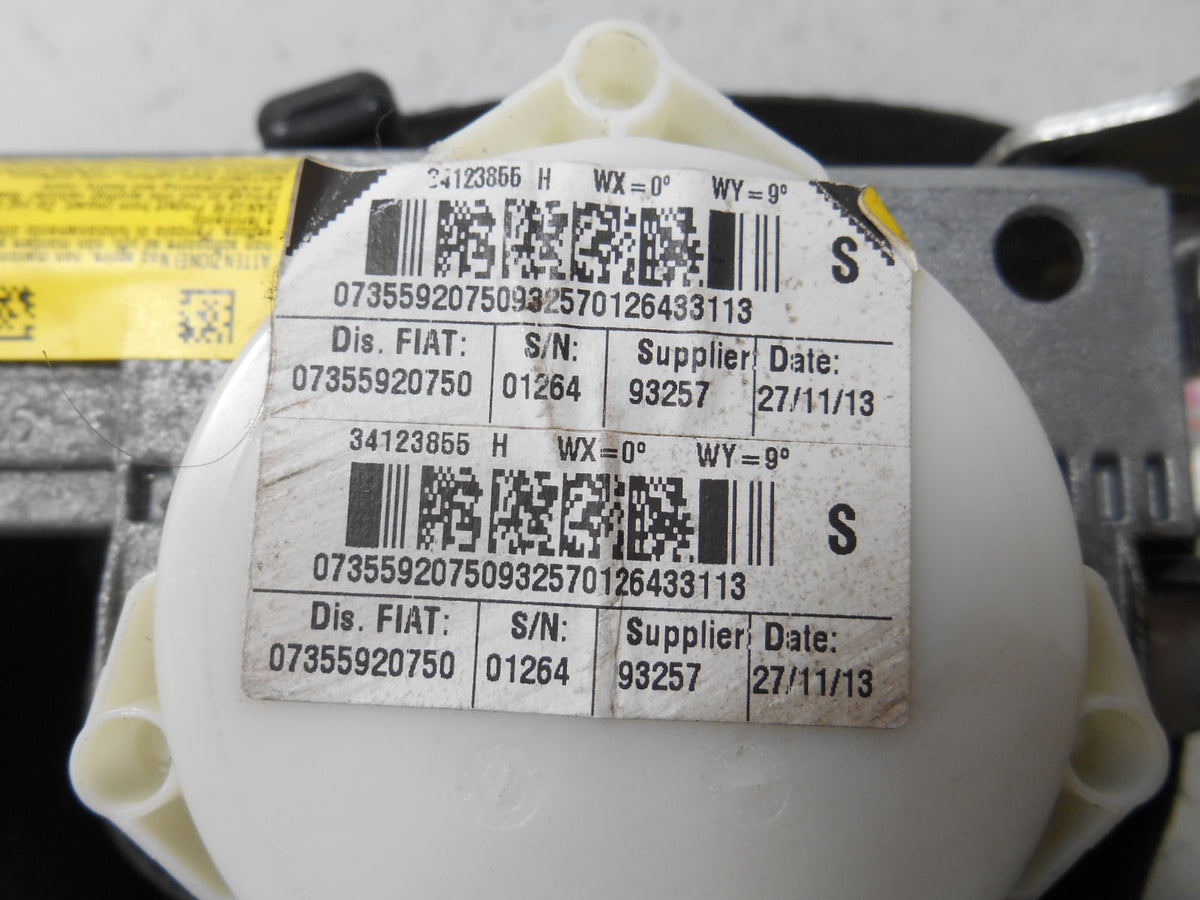 34123855 H WX=0° WY=9°
S
07355920750932570126433113
Dis. FIAT: S/N: Supplier: Date:
07355920750 01264 93257 27/11/13
34123855 H WX=0° WY=9°
S
07355920750932570126433113
Dis. FIAT: S/N: Supplier: Date:
07355920750 01264 93257 27/11/13
ATTENZIONE!